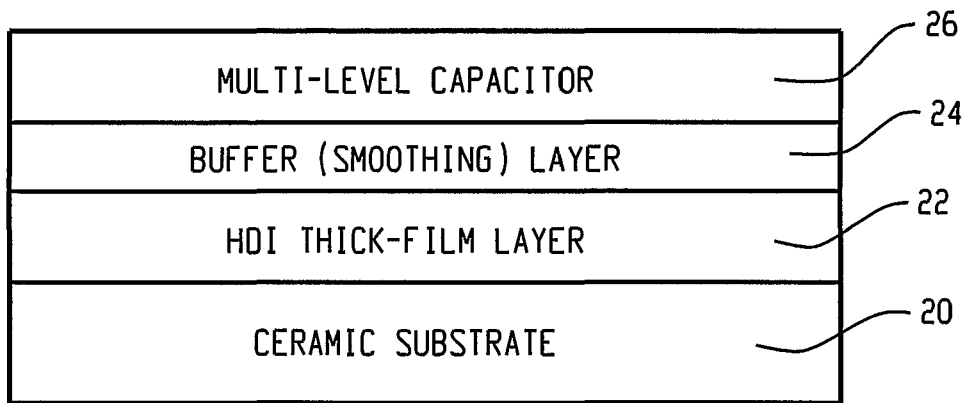 26
MULTI-LEVEL CAPACITOR
24
BUFFER (SMOOTHING) LAYER
22
HDI THICK-FILM LAYER
20
CERAMIC SUBSTRATE